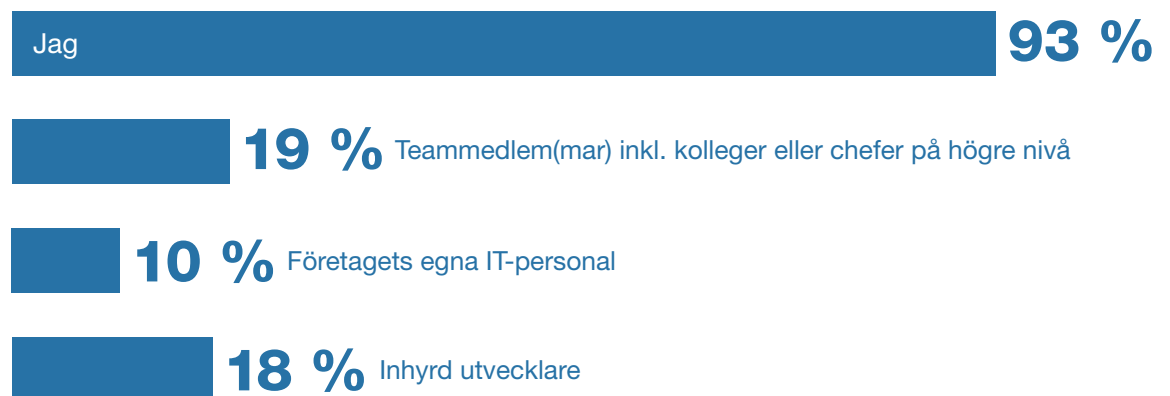 Jag 93 %
19 % Teammedlem(mar) inkl. kolleger eller chefer på högre nivå
10 % Företagets egna IT-personal
18 % Inhyrd utvecklare